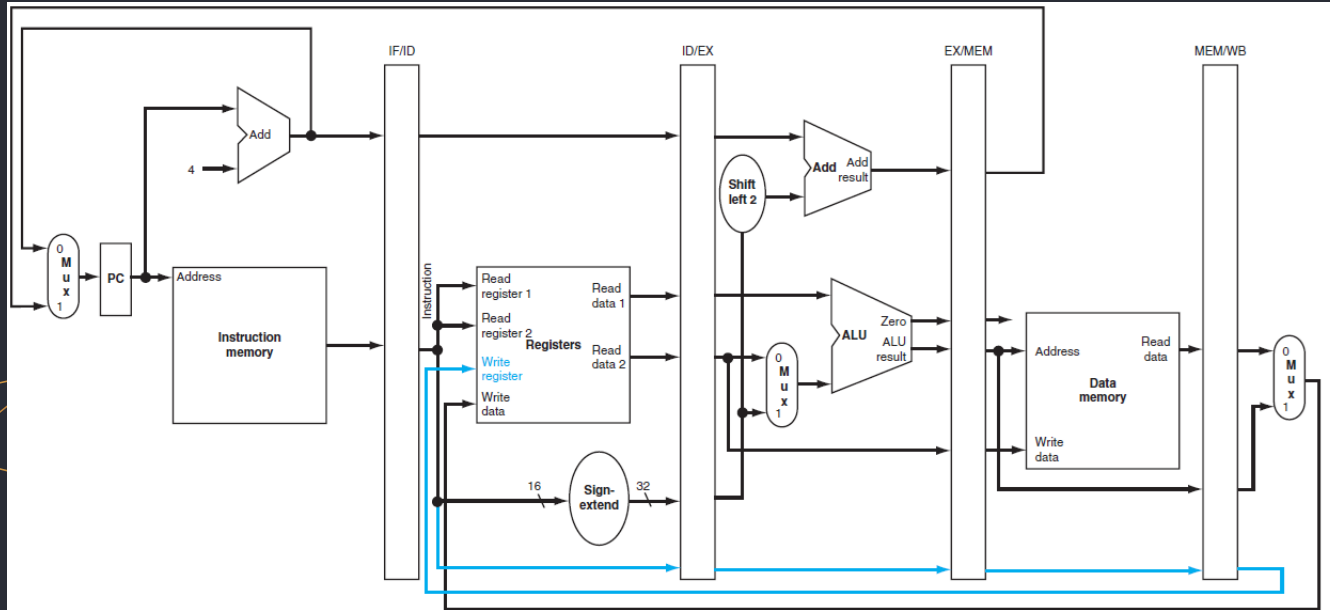 IF/ID
ID/EX
EX/MEM
MEM/WB
Add
4
Shift
left 2
Add
Add
result
0
M
u
x
1
PC
Address
Instruction
memory
Instruction
Read
register 1
Read
register 2
Write
register
Write
data
Registers
Read
data 1
Read
data 2
16
Sign-
extend
32
0
M
u
x
1
ALU
Zero
ALU
result
Address
Write
data
Data
memory
Read
data
0
M
u
x
1